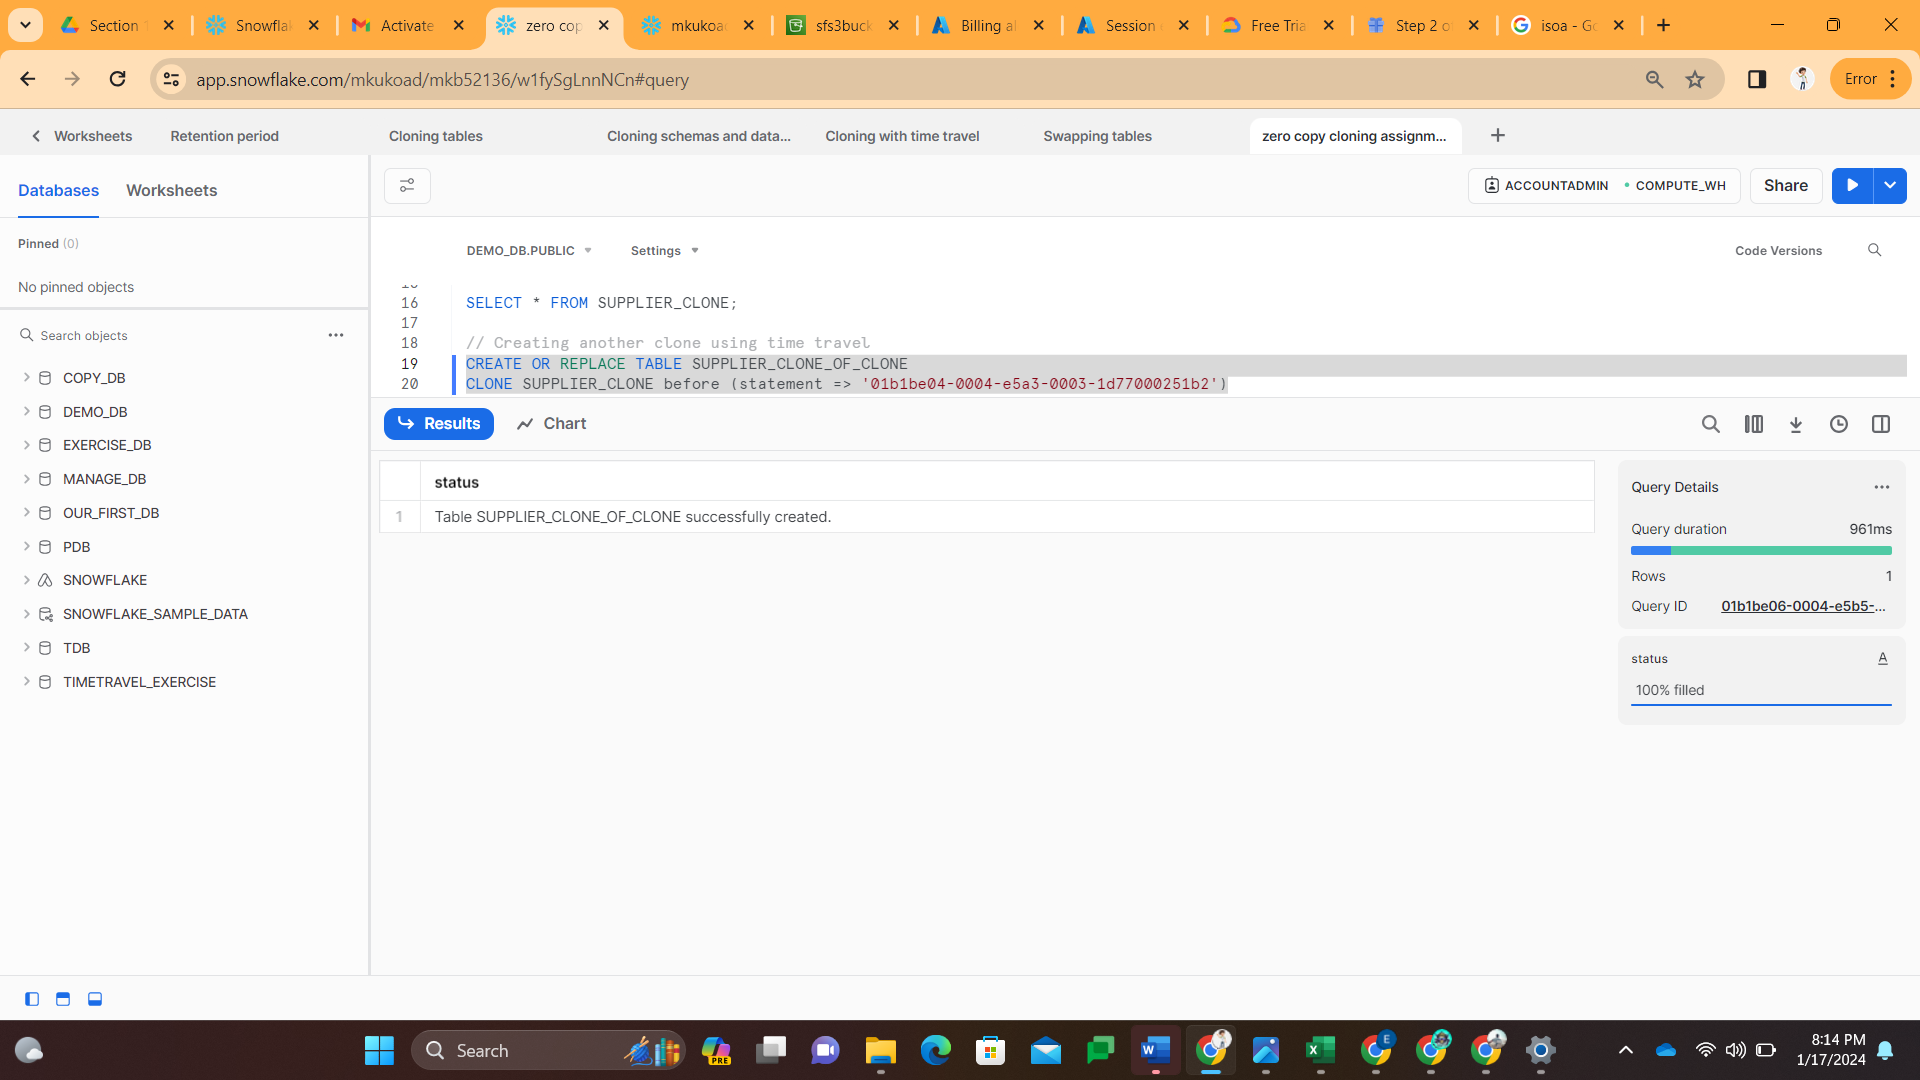 Section 1
Snowflak
Activate
zero cop
mkukoad
sfs3buck
Billing al
Session
Free Tria
Step 2 o
isoa - Go
app.snowflake.com/mkukoad/mkb52136/w1fySgLnnNCn#query
Error
Worksheets
Retention period
Cloning tables
Cloning schemas and data...
Cloning with time travel
Swapping tables
zero copy cloning assignm...
Databases
Worksheets
ACCOUNTADMIN
COMPUTE_WH
Share
Pinned (0)
No pinned objects
DEMO_DB.PUBLIC
Settings
Code Versions
16 SELECT * FROM SUPPLIER_CLONE;
17
18 // Creating another clone using time travel
19 CREATE OR REPLACE TABLE SUPPLIER_CLONE_OF_CLONE
20 CLONE SUPPLIER_CLONE before (statement => '01b1be04-0004-e5a3-0003-1d77000251b2')
Search objects
COPY_DB
DEMO_DB
EXERCISE_DB
MANAGE_DB
OUR_FIRST_DB
PDB
SNOWFLAKE
SNOWFLAKE_SAMPLE_DATA
TDB
TIMETRAVEL_EXERCISE
Results
Chart
status
1 Table SUPPLIER_CLONE_OF_CLONE successfully created.
Query Details
Query duration 961ms
Rows 1
Query ID 01b1be06-0004-e5b5-...
status A
100% filled
Search
PRE
E
8:14 PM
1/17/2024